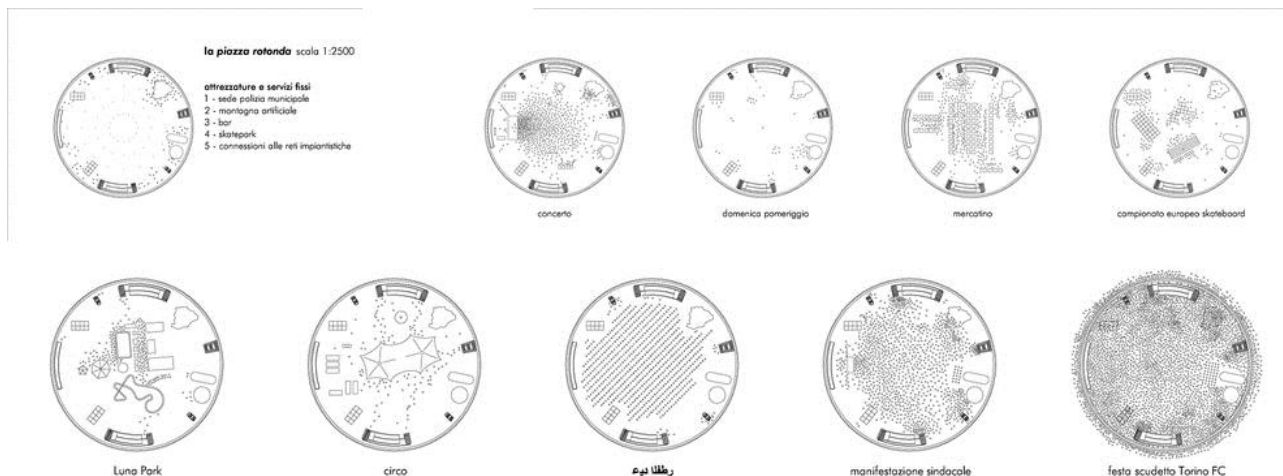 la piazza rotonda scala 1:2500
attrezzature e servizi fissi
1 - sede polizia municipale
2 - montagna artificiale
3 - bar
4 - skatepark
5 - connessioni alle reti impiantistiche
concerto
domenica pomeriggio
mercatino
campionato europeo skateboard
Luna Park
circo
رطفلا ديع
manifestazione sindacale
festa scudetto Torino FC